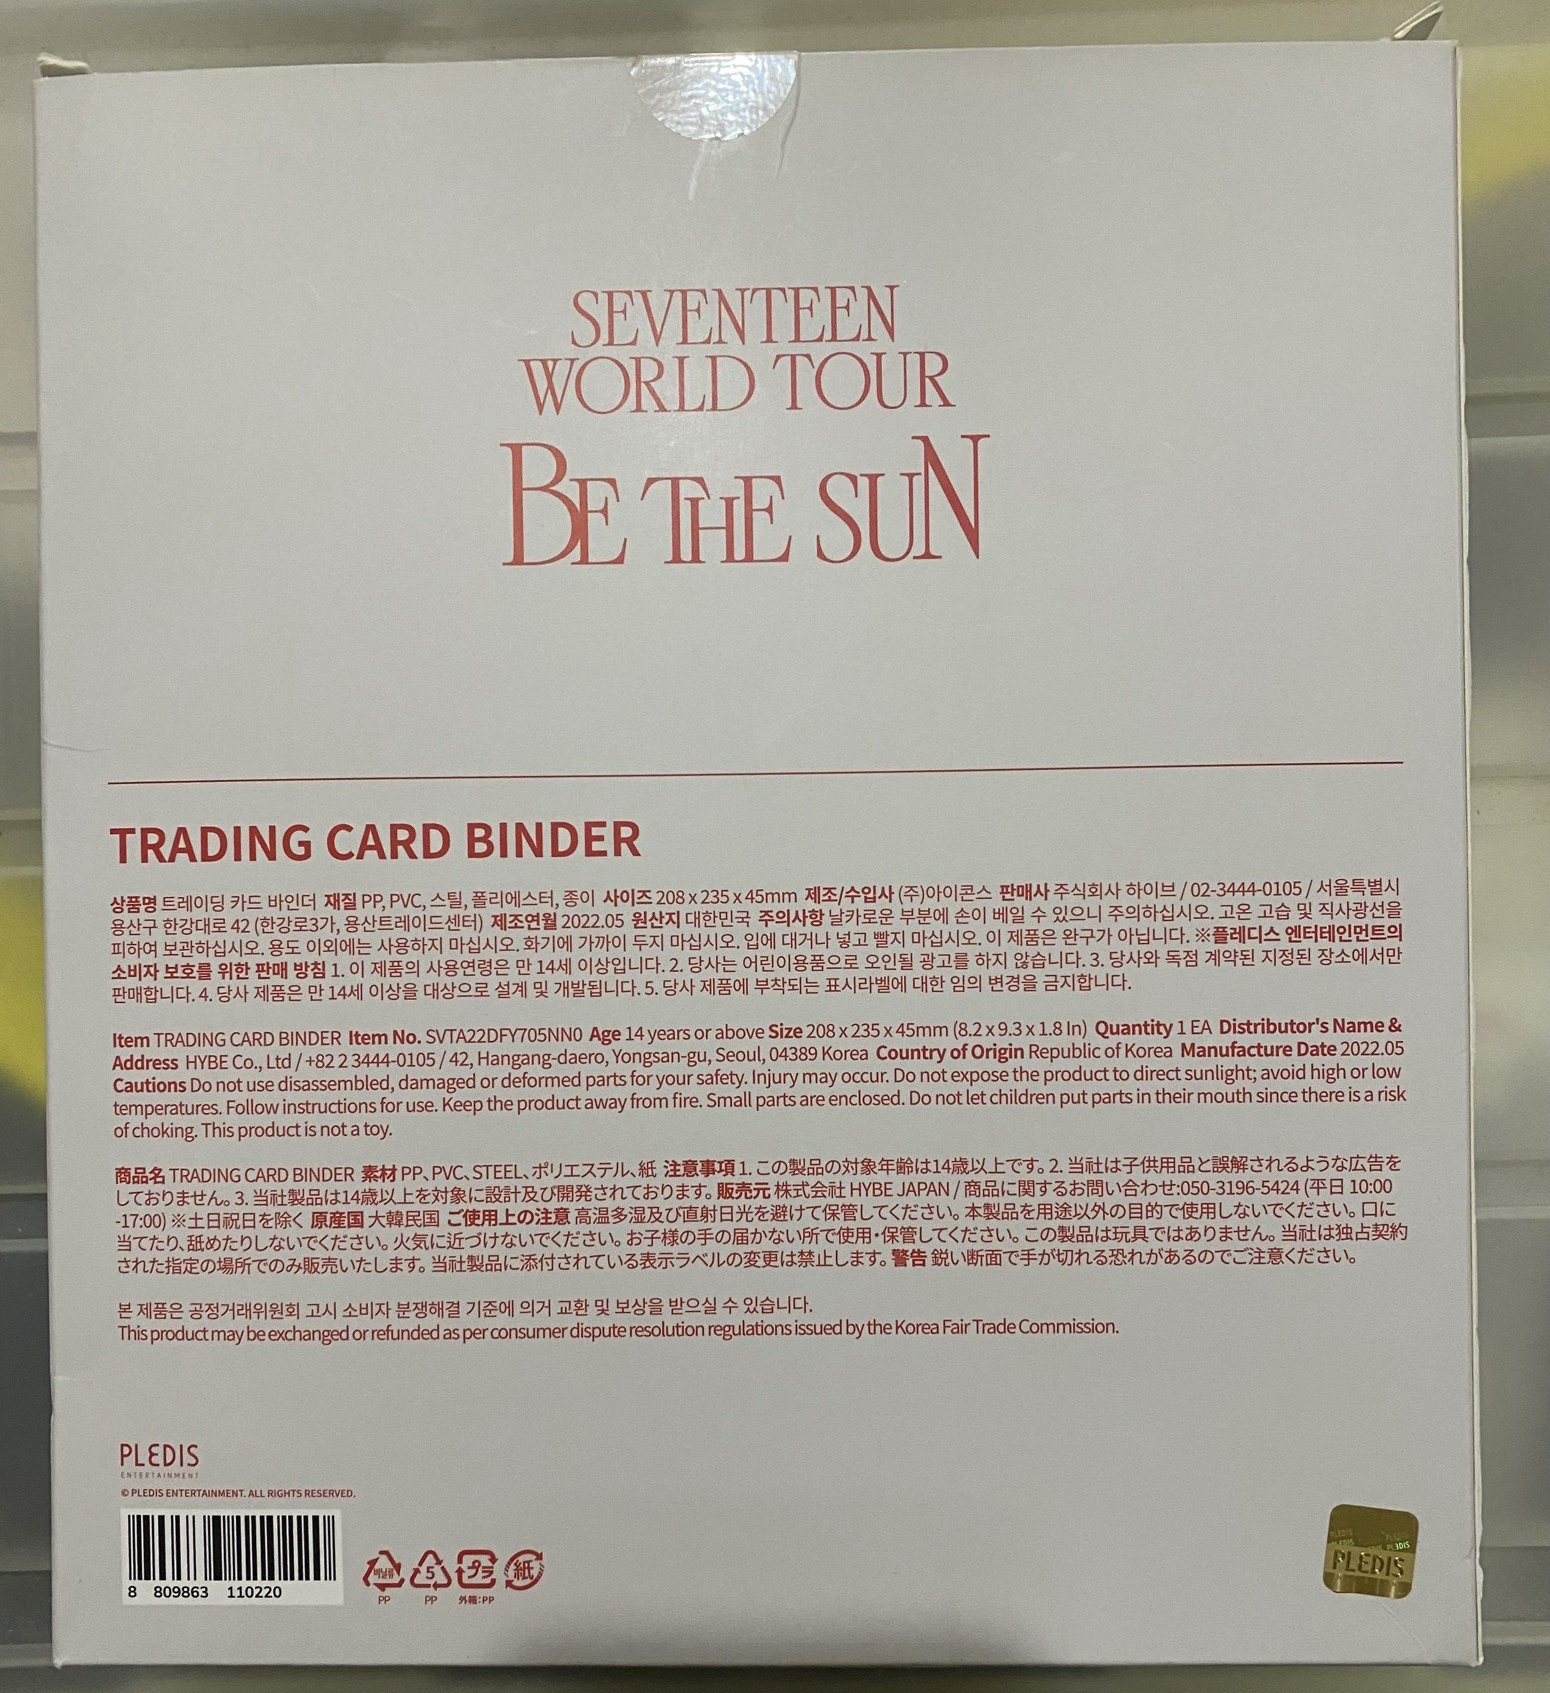 SEVENTEEN
WORLD TOUR
BE THE SUN
TRADING CARD BINDER
상품명 트레이딩 카드 바인더 재질 PP, PVC, 스틸, 폴리에스터, 종이 사이즈 208 x 235 x 45mm 제조/수입사 (주)아이콘스 판매사 주식회사 하이브 / 02-3444-0105 / 서울특별시
용산구 한강대로 42 (한강로3가, 용산트레이드센터) 제조연월 2022.05 원산지 대한민국 주의사항 날카로운 부분에 손이 베일 수 있으니 주의하십시오. 고온 고습 및 직사광선을
피하여 보관하십시오. 용도 이외에는 사용하지 마십시오. 화기에 가까이 두지 마십시오. 입에 대거나 넣고 빨지 마십시오. 이 제품은 완구가 아닙니다. ※플레디스 엔터테인먼트의
소비자 보호를 위한 판매 방침 1. 이 제품의 사용연령은 만 14세 이상입니다. 2. 당사는 어린이용품으로 오인될 광고를 하지 않습니다. 3. 당사와 독점 계약된 지정된 장소에서만
판매합니다. 4. 당사 제품은 만 14세 이상을 대상으로 설계 및 개발됩니다. 5. 당사 제품에 부착되는 표시라벨에 대한 임의 변경을 금지합니다.
Item TRADING CARD BINDER Item No. SVTA22DFY705NN0 Age 14 years or above Size 208 x 235 x 45mm (8.2 x 9.3 x 1.8 In) Quantity 1 EA Distributor's Name &
Address HYBE Co., Ltd / +82 2 3444-0105 / 42, Hangang-daero, Yongsan-gu, Seoul, 04389 Korea Country of Origin Republic of Korea Manufacture Date 2022.05
Cautions Do not use disassembled, damaged or deformed parts for your safety. Injury may occur. Do not expose the product to direct sunlight; avoid high or low
temperatures. Follow instructions for use. Keep the product away from fire. Small parts are enclosed. Do not let children put parts in their mouth since there is a risk
of choking. This product is not a toy.
商品名 TRADING CARD BINDER 素材 PP、PVC、STEEL、ポリエステル、紙 注意事項 1. この製品の対象年齢は14歳以上です。2. 当社は子供用品と誤解されるような広告を
しておりません。3. 当社製品は14歳以上を対象に設計及び開発されております。販売元 株式会社 HYBE JAPAN / 商品に関するお問い合わせ:050-3196-5424 (平日 10:00
-17:00) ※土日祝日を除く 原産国 大韓民国 ご使用上の注意 高温多湿及び直射日光を避けて保管してください。本製品を用途以外の目的で使用しないでください。口に
当てたり、舐めたりしないでください。火気に近づけないでください。お子様の手の届かない所で使用・保管してください。この製品は玩具ではありません。当社は独占契約
された指定の場所でのみ販売いたします。当社製品に添付されている表示ラベルの変更は禁止します。警告 鋭い断面で手が切れる恐れがあるのでご注意ください。
본 제품은 공정거래위원회 고시 소비자 분쟁해결 기준에 의거 교환 및 보상을 받으실 수 있습니다.
This product may be exchanged or refunded as per consumer dispute resolution regulations issued by the Korea Fair Trade Commission.
PLEDIS
ENTERTAINMENT
© PLEDIS ENTERTAINMENT. ALL RIGHTS RESERVED.
8 809863 110220
비닐류 5 プラ 紙
PP PP 外箱:PP
PLEDIS